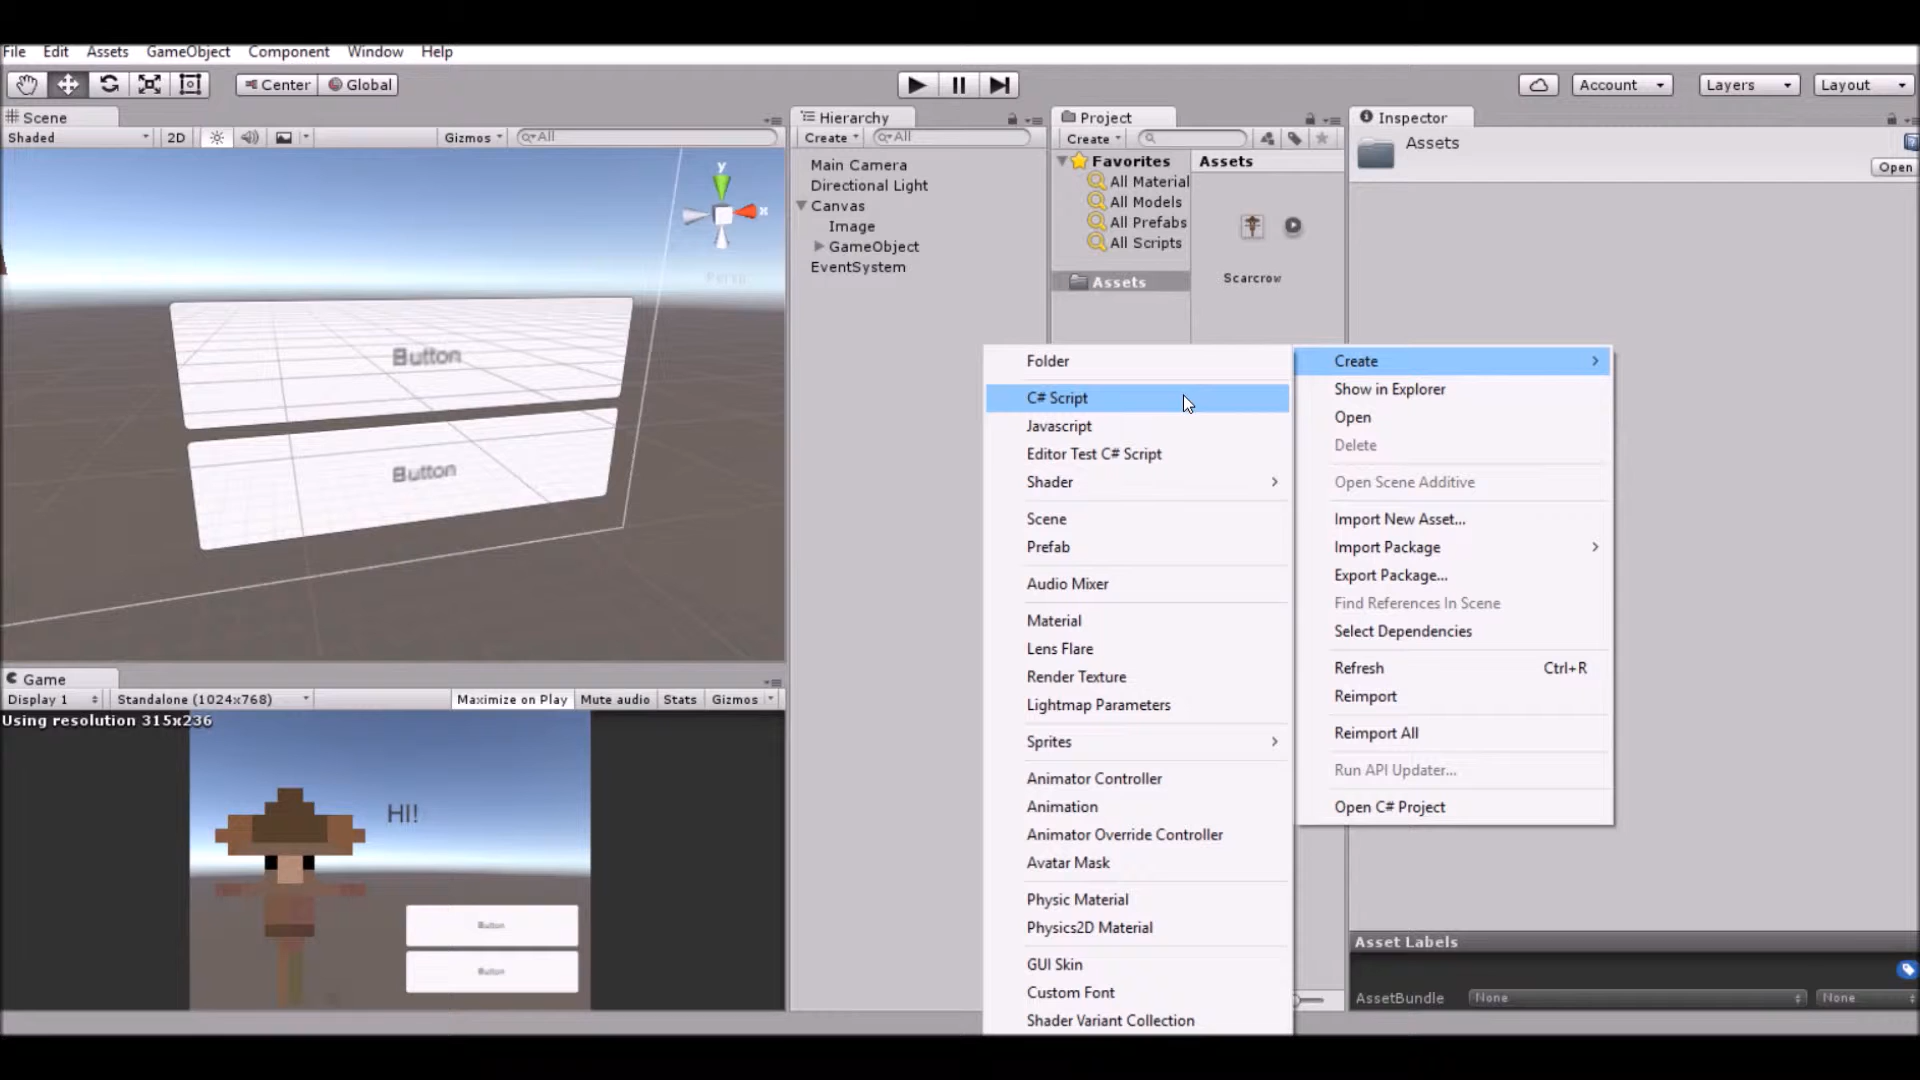 File Edit Assets GameObject Component Window Help
Center Global Account Layers Layout
Scene
Shaded 2D Gizmos All
y
x
Persp
Button
Button
Hierarchy
Create All
Main Camera
Directional Light
Canvas
Image
GameObject
EventSystem
Project
Create
Favorites
All Material
All Models
All Prefabs
All Scripts
Assets
Assets
Scarcrow
Inspector
Assets
Open
Folder
C# Script
Javascript
Editor Test C# Script
Shader
Scene
Prefab
Audio Mixer
Material
Lens Flare
Render Texture
Lightmap Parameters
Sprites
Animator Controller
Animation
Animator Override Controller
Avatar Mask
Physic Material
Physics2D Material
GUI Skin
Custom Font
Shader Variant Collection
Create
Show in Explorer
Open
Delete
Open Scene Additive
Import New Asset...
Import Package
Export Package...
Find References In Scene
Select Dependencies
Refresh Ctrl+R
Reimport
Reimport All
Run API Updater...
Open C# Project
Game
Display 1 Standalone (1024x768) Maximize on Play Mute audio Stats Gizmos
Using resolution 315x236
HI!
Button
Button
Asset Labels
AssetBundle None None